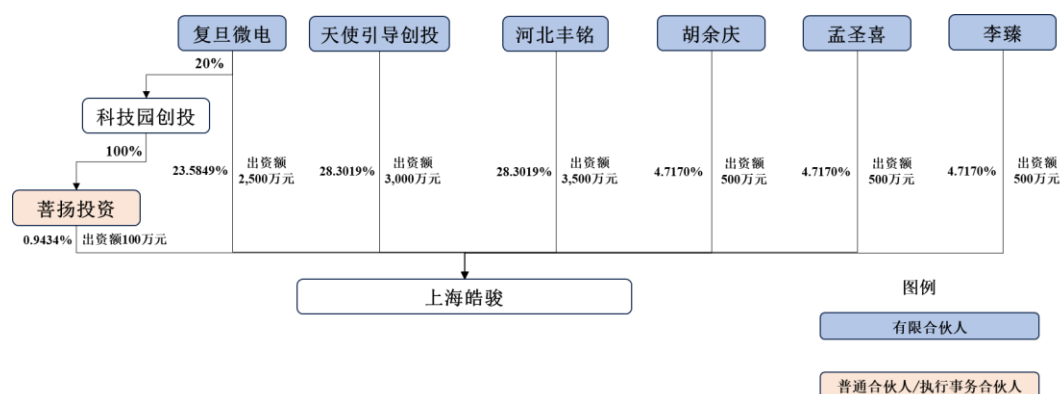 复旦微电
天使引导创投
河北丰铭
胡余庆
孟圣喜
李臻
20%
科技园创投
100%
23.5849%
出资额
2,500万元
28.3019%
出资额
3,000万元
28.3019%
出资额
3,500万元
4.7170%
出资额
500万元
4.7170%
出资额
500万元
4.7170%
出资额
500万元
菩扬投资
0.9434%
出资额100万元
上海皓骏
图例
有限合伙人
普通合伙人/执行事务合伙人